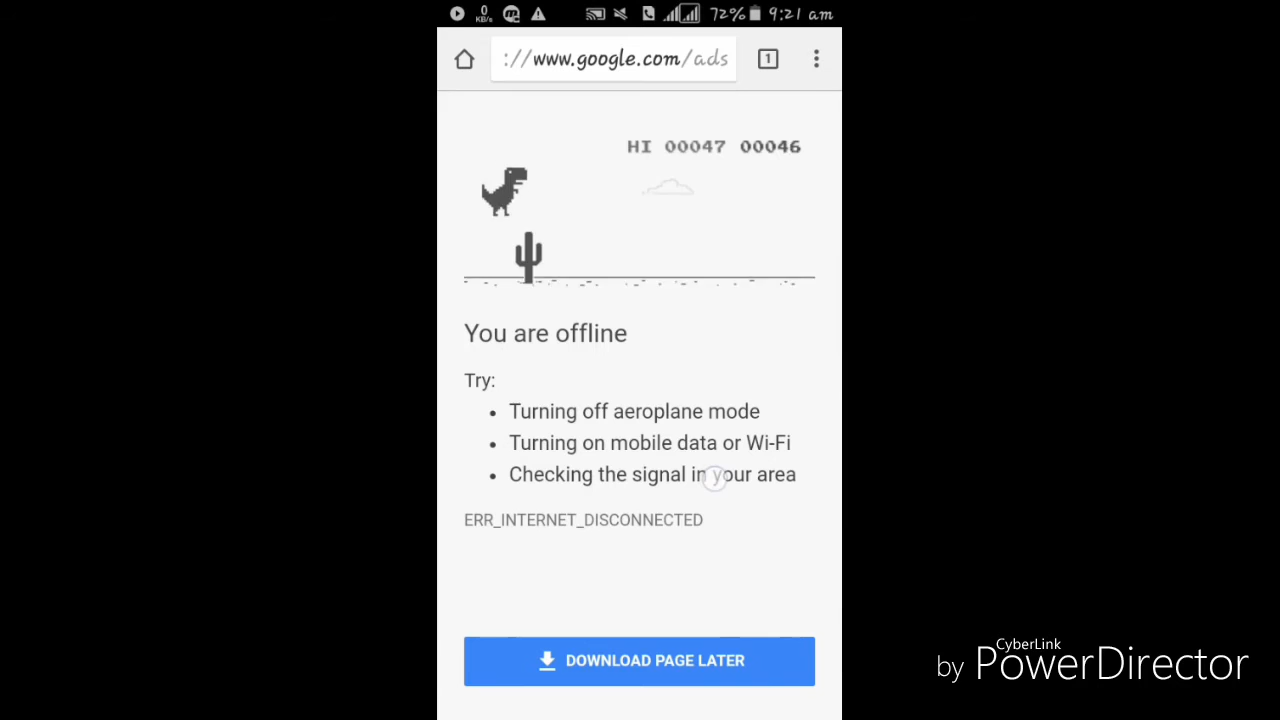 0 KB/s 72% 9:21 am
://www.google.com/ads 1
HI 00047 00046
You are offline
Try:
• Turning off aeroplane mode
• Turning on mobile data or Wi-Fi
• Checking the signal in your area
ERR_INTERNET_DISCONNECTED
DOWNLOAD PAGE LATER
CyberLink
by PowerDirector